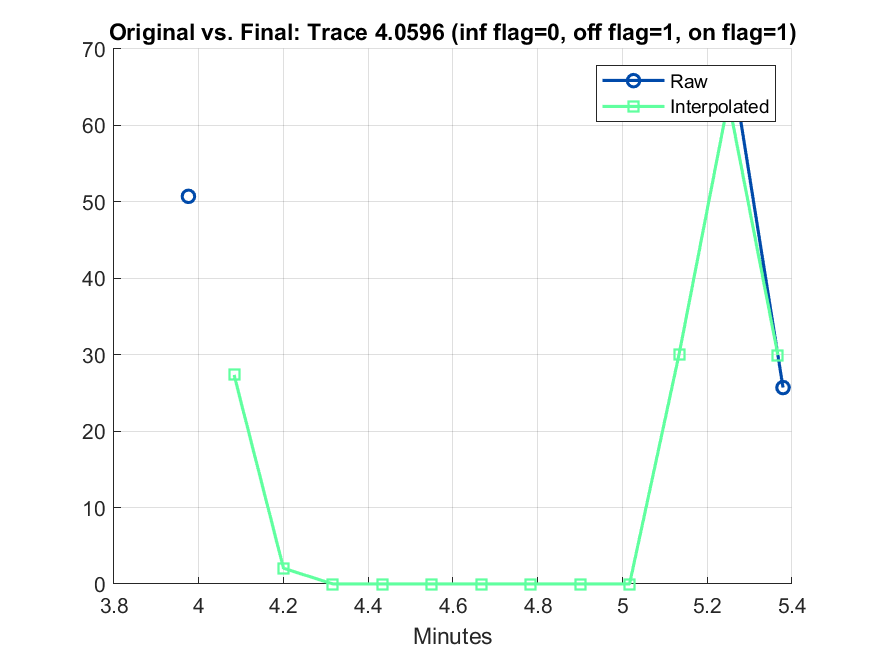 Original vs. Final: Trace 4.0596 (inf flag=0, off flag=1, on flag=1)
70
60
50
40
30
20
10
0
Raw
Interpolated
3.8 4 4.2 4.4 4.6 4.8 5 5.2 5.4
Minutes